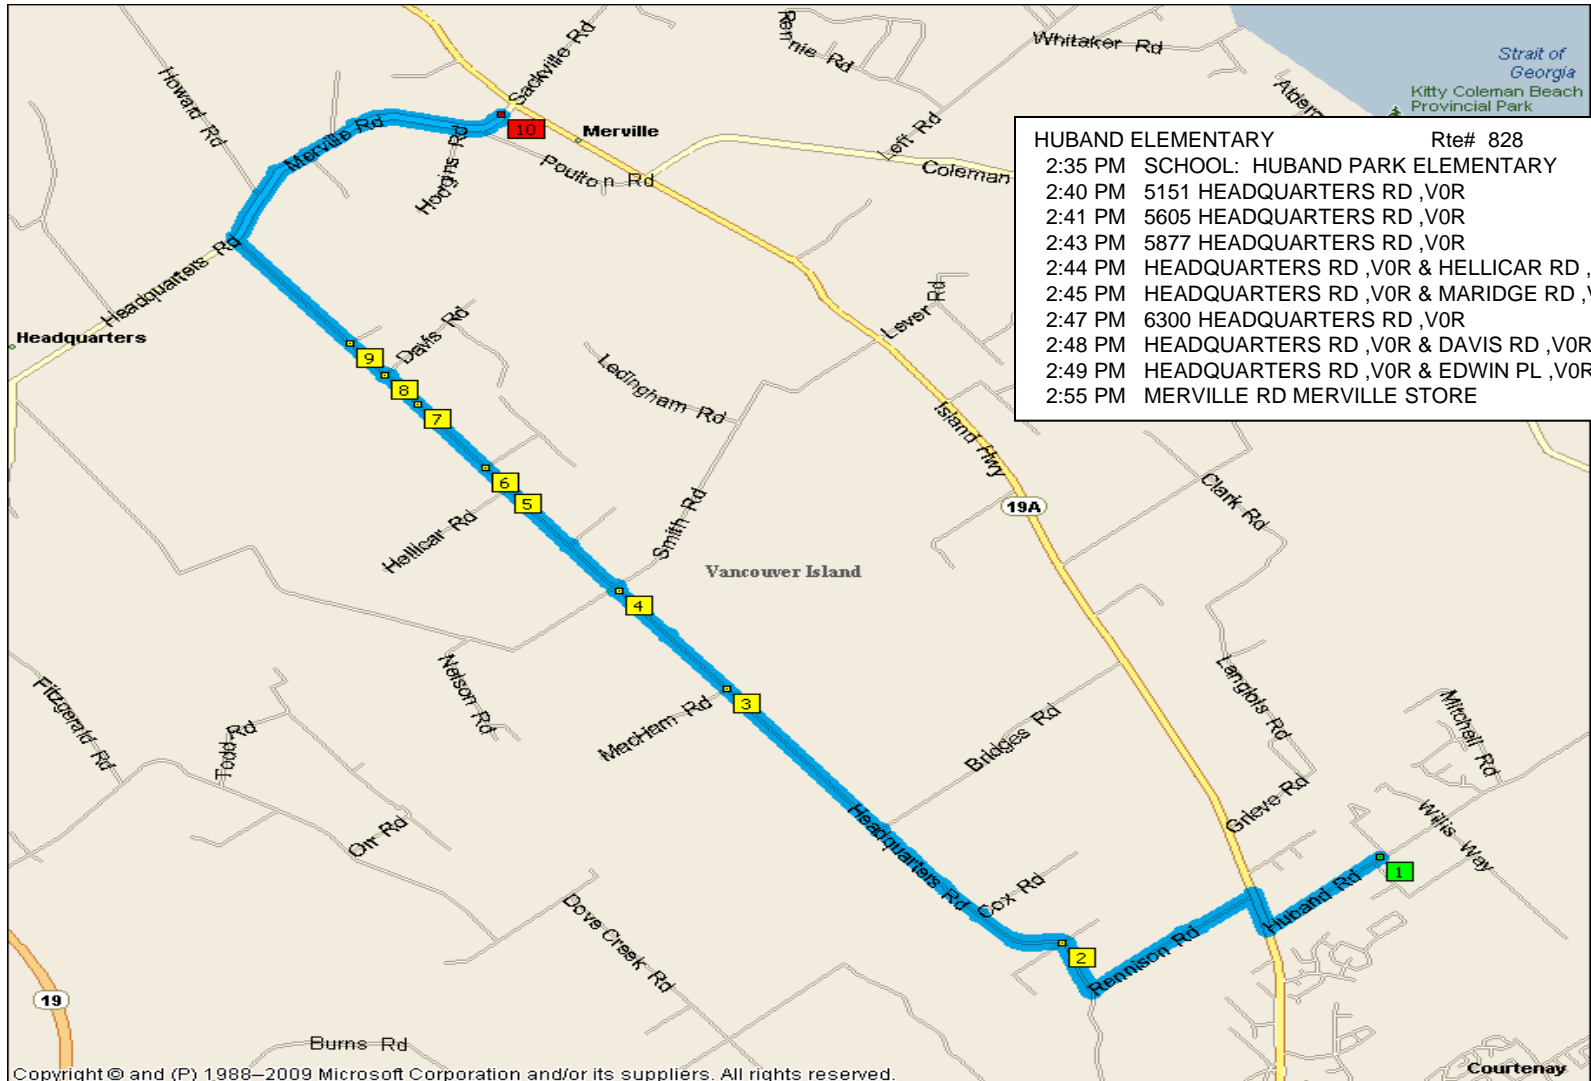 Howard Rd
Sackville Rd
Rennie Rd
Whitaker Rd
Strait of
Georgia
Kitty Coleman Beach
Provincial Park
Merville Rd
10
Merville
Hodgins Rd
Poulton Rd
Left Rd
Coleman
HUBAND ELEMENTARY Rte# 828
2:35 PM SCHOOL: HUBAND PARK ELEMENTARY
2:40 PM 5151 HEADQUARTERS RD ,V0R
2:41 PM 5605 HEADQUARTERS RD ,V0R
2:43 PM 5877 HEADQUARTERS RD ,V0R
2:44 PM HEADQUARTERS RD ,V0R & HELLICAR RD ,
2:45 PM HEADQUARTERS RD ,V0R & MARIDGE RD ,V
2:47 PM 6300 HEADQUARTERS RD ,V0R
2:48 PM HEADQUARTERS RD ,V0R & DAVIS RD ,V0R
2:49 PM HEADQUARTERS RD ,V0R & EDWIN PL ,V0R
2:55 PM MERVILLE RD MERVILLE STORE
Headquarters Rd
Headquarters
9
Davis Rd
8
7
Ledingham Rd
Lever Rd
Island Hwy
6
5
Hellicar Rd
Smith Rd
19A
Clark Rd
Vancouver Island
4
Nelson Rd
MacHam Rd
3
Bridges Rd
Langlois Rd
Mitchell Rd
Fitzgerald Rd
Todd Rd
Orr Rd
Headquarters Rd
Grieve Rd
Willis Way
1
Huband Rd
Cox Rd
2
Rennison Rd
Dove Creek Rd
19
Burns Rd
Courtenay
Copyright © and (P) 1988–2009 Microsoft Corporation and/or its suppliers. All rights reserved.